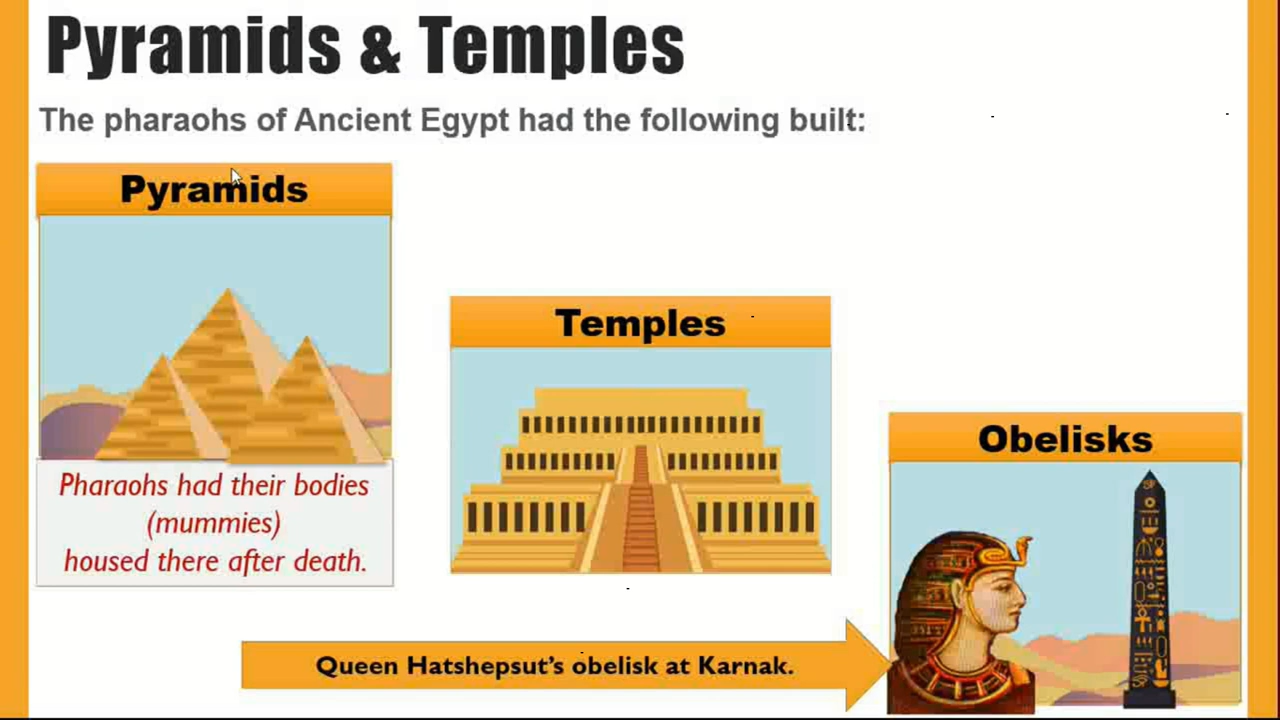 Pyramids & Temples
The pharaohs of Ancient Egypt had the following built:
Pyramids
Pharaohs had their bodies
(mummies)
housed there after death.
Temples
Obelisks
Queen Hatshepsut's obelisk at Karnak.